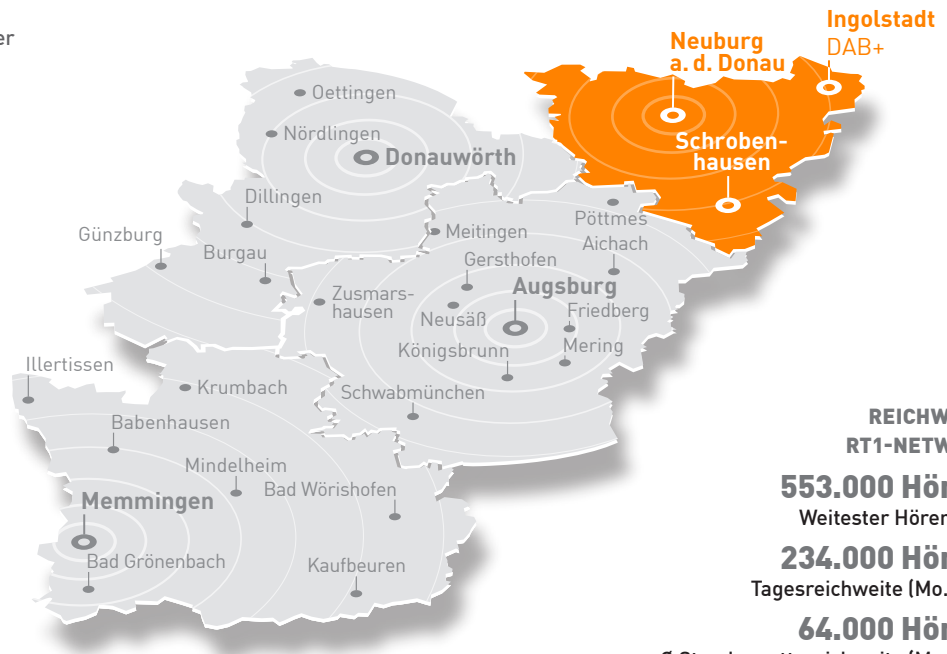 er
Ingolstadt
DAB+
Neuburg
a. d. Donau
Schroben-
hausen
Oettingen
Nördlingen
Donauwörth
Dillingen
Günzburg
Burgau
Pöttmes
Meitingen
Aichach
Gersthofen
Augsburg
Zusmars-
hausen
Neusäß
Friedberg
Königsbrunn
Mering
Illertissen
Krumbach
Schwabmünchen
Babenhausen
Mindelheim
Bad Wörishofen
Memmingen
Bad Grönenbach
Kaufbeuren
REICHW
RT1-NETW
553.000 Hör
Weitester Hörer
234.000 Hör
Tagesreichweite (Mo.
64.000 Hör